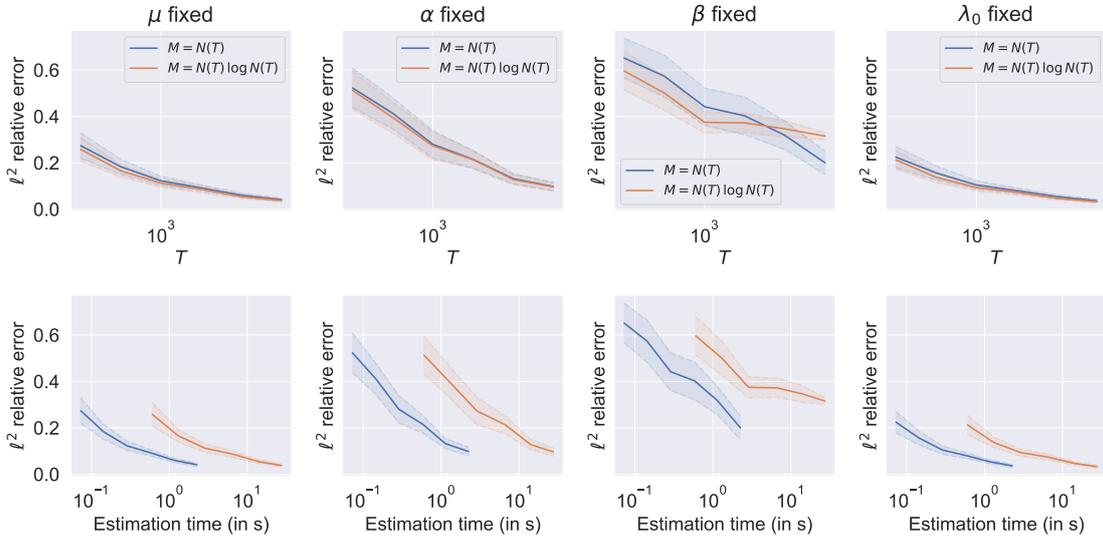 μ fixed
α fixed
β fixed
λ₀ fixed
ℓ² relative error
0.6
0.4
0.2
0.0
M = N(T)
M = N(T) log N(T)
10³
T
ℓ² relative error
M = N(T)
M = N(T) log N(T)
10³
T
ℓ² relative error
M = N(T)
M = N(T) log N(T)
10³
T
ℓ² relative error
M = N(T)
M = N(T) log N(T)
10³
T
ℓ² relative error
0.6
0.4
0.2
0.0
10⁻¹ 10⁰ 10¹
Estimation time (in s)
ℓ² relative error
10⁻¹ 10⁰ 10¹
Estimation time (in s)
ℓ² relative error
10⁻¹ 10⁰ 10¹
Estimation time (in s)
ℓ² relative error
10⁻¹ 10⁰ 10¹
Estimation time (in s)